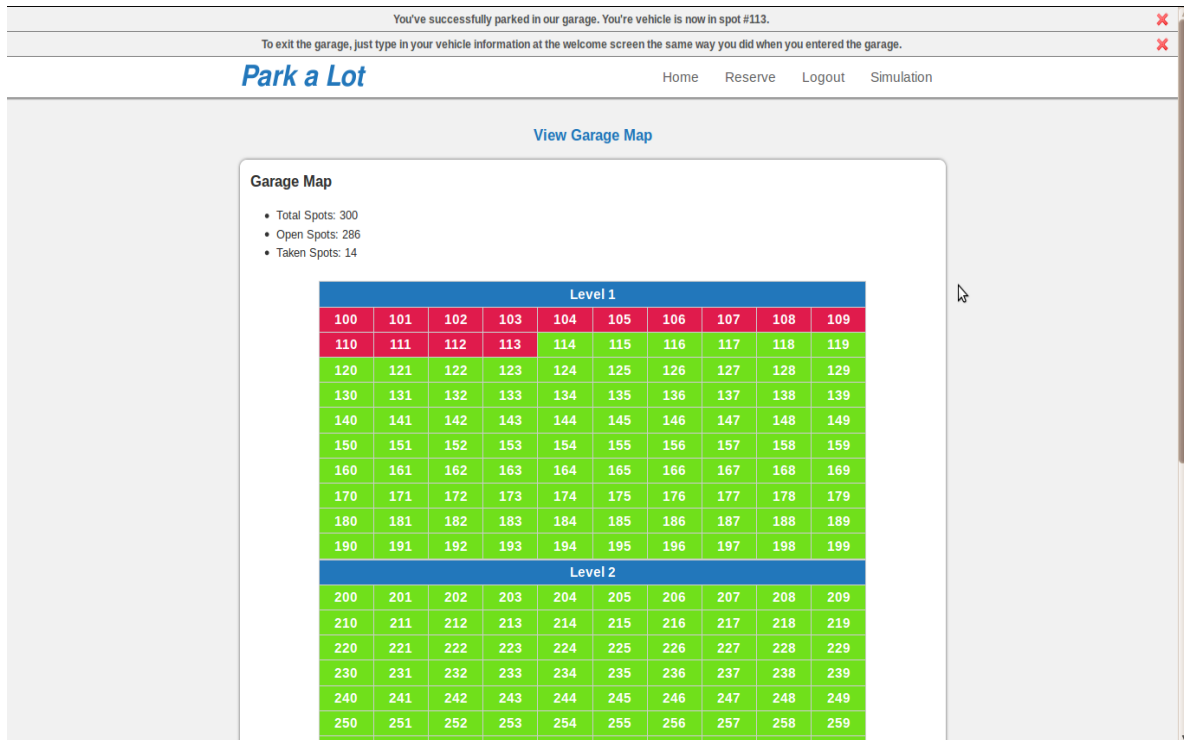 You've successfully parked in our garage. You're vehicle is now in spot #113.
To exit the garage, just type in your vehicle information at the welcome screen the same way you did when you entered the garage.
Park a Lot
Home Reserve Logout Simulation
View Garage Map
Garage Map
Total Spots: 300
Open Spots: 286
Taken Spots: 14
Level 1
100 101 102 103 104 105 106 107 108 109
110 111 112 113 114 115 116 117 118 119
120 121 122 123 124 125 126 127 128 129
130 131 132 133 134 135 136 137 138 139
140 141 142 143 144 145 146 147 148 149
150 151 152 153 154 155 156 157 158 159
160 161 162 163 164 165 166 167 168 169
170 171 172 173 174 175 176 177 178 179
180 181 182 183 184 185 186 187 188 189
190 191 192 193 194 195 196 197 198 199
Level 2
200 201 202 203 204 205 206 207 208 209
210 211 212 213 214 215 216 217 218 219
220 221 222 223 224 225 226 227 228 229
230 231 232 233 234 235 236 237 238 239
240 241 242 243 244 245 246 247 248 249
250 251 252 253 254 255 256 257 258 259